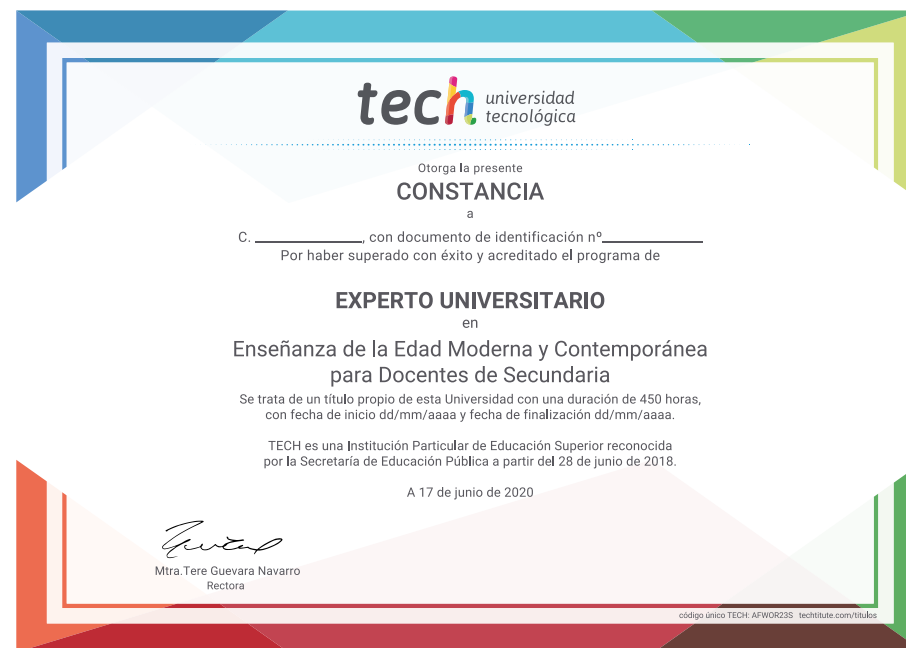 tech universidad
tecnológica
Otorga la presente
CONSTANCIA
a
C. ____________, con documento de identificación nº____________
Por haber superado con éxito y acreditado el programa de
EXPERTO UNIVERSITARIO
en
Enseñanza de la Edad Moderna y Contemporánea
para Docentes de Secundaria
Se trata de un título propio de esta Universidad con una duración de 450 horas,
con fecha de inicio dd/mm/aaaa y fecha de finalización dd/mm/aaaa.
TECH es una Institución Particular de Educación Superior reconocida
por la Secretaría de Educación Pública a partir del 28 de junio de 2018.
A 17 de junio de 2020
Mtra.Tere Guevara Navarro
Rectora
código único TECH: AFWOR23S techtitute.com/titulos